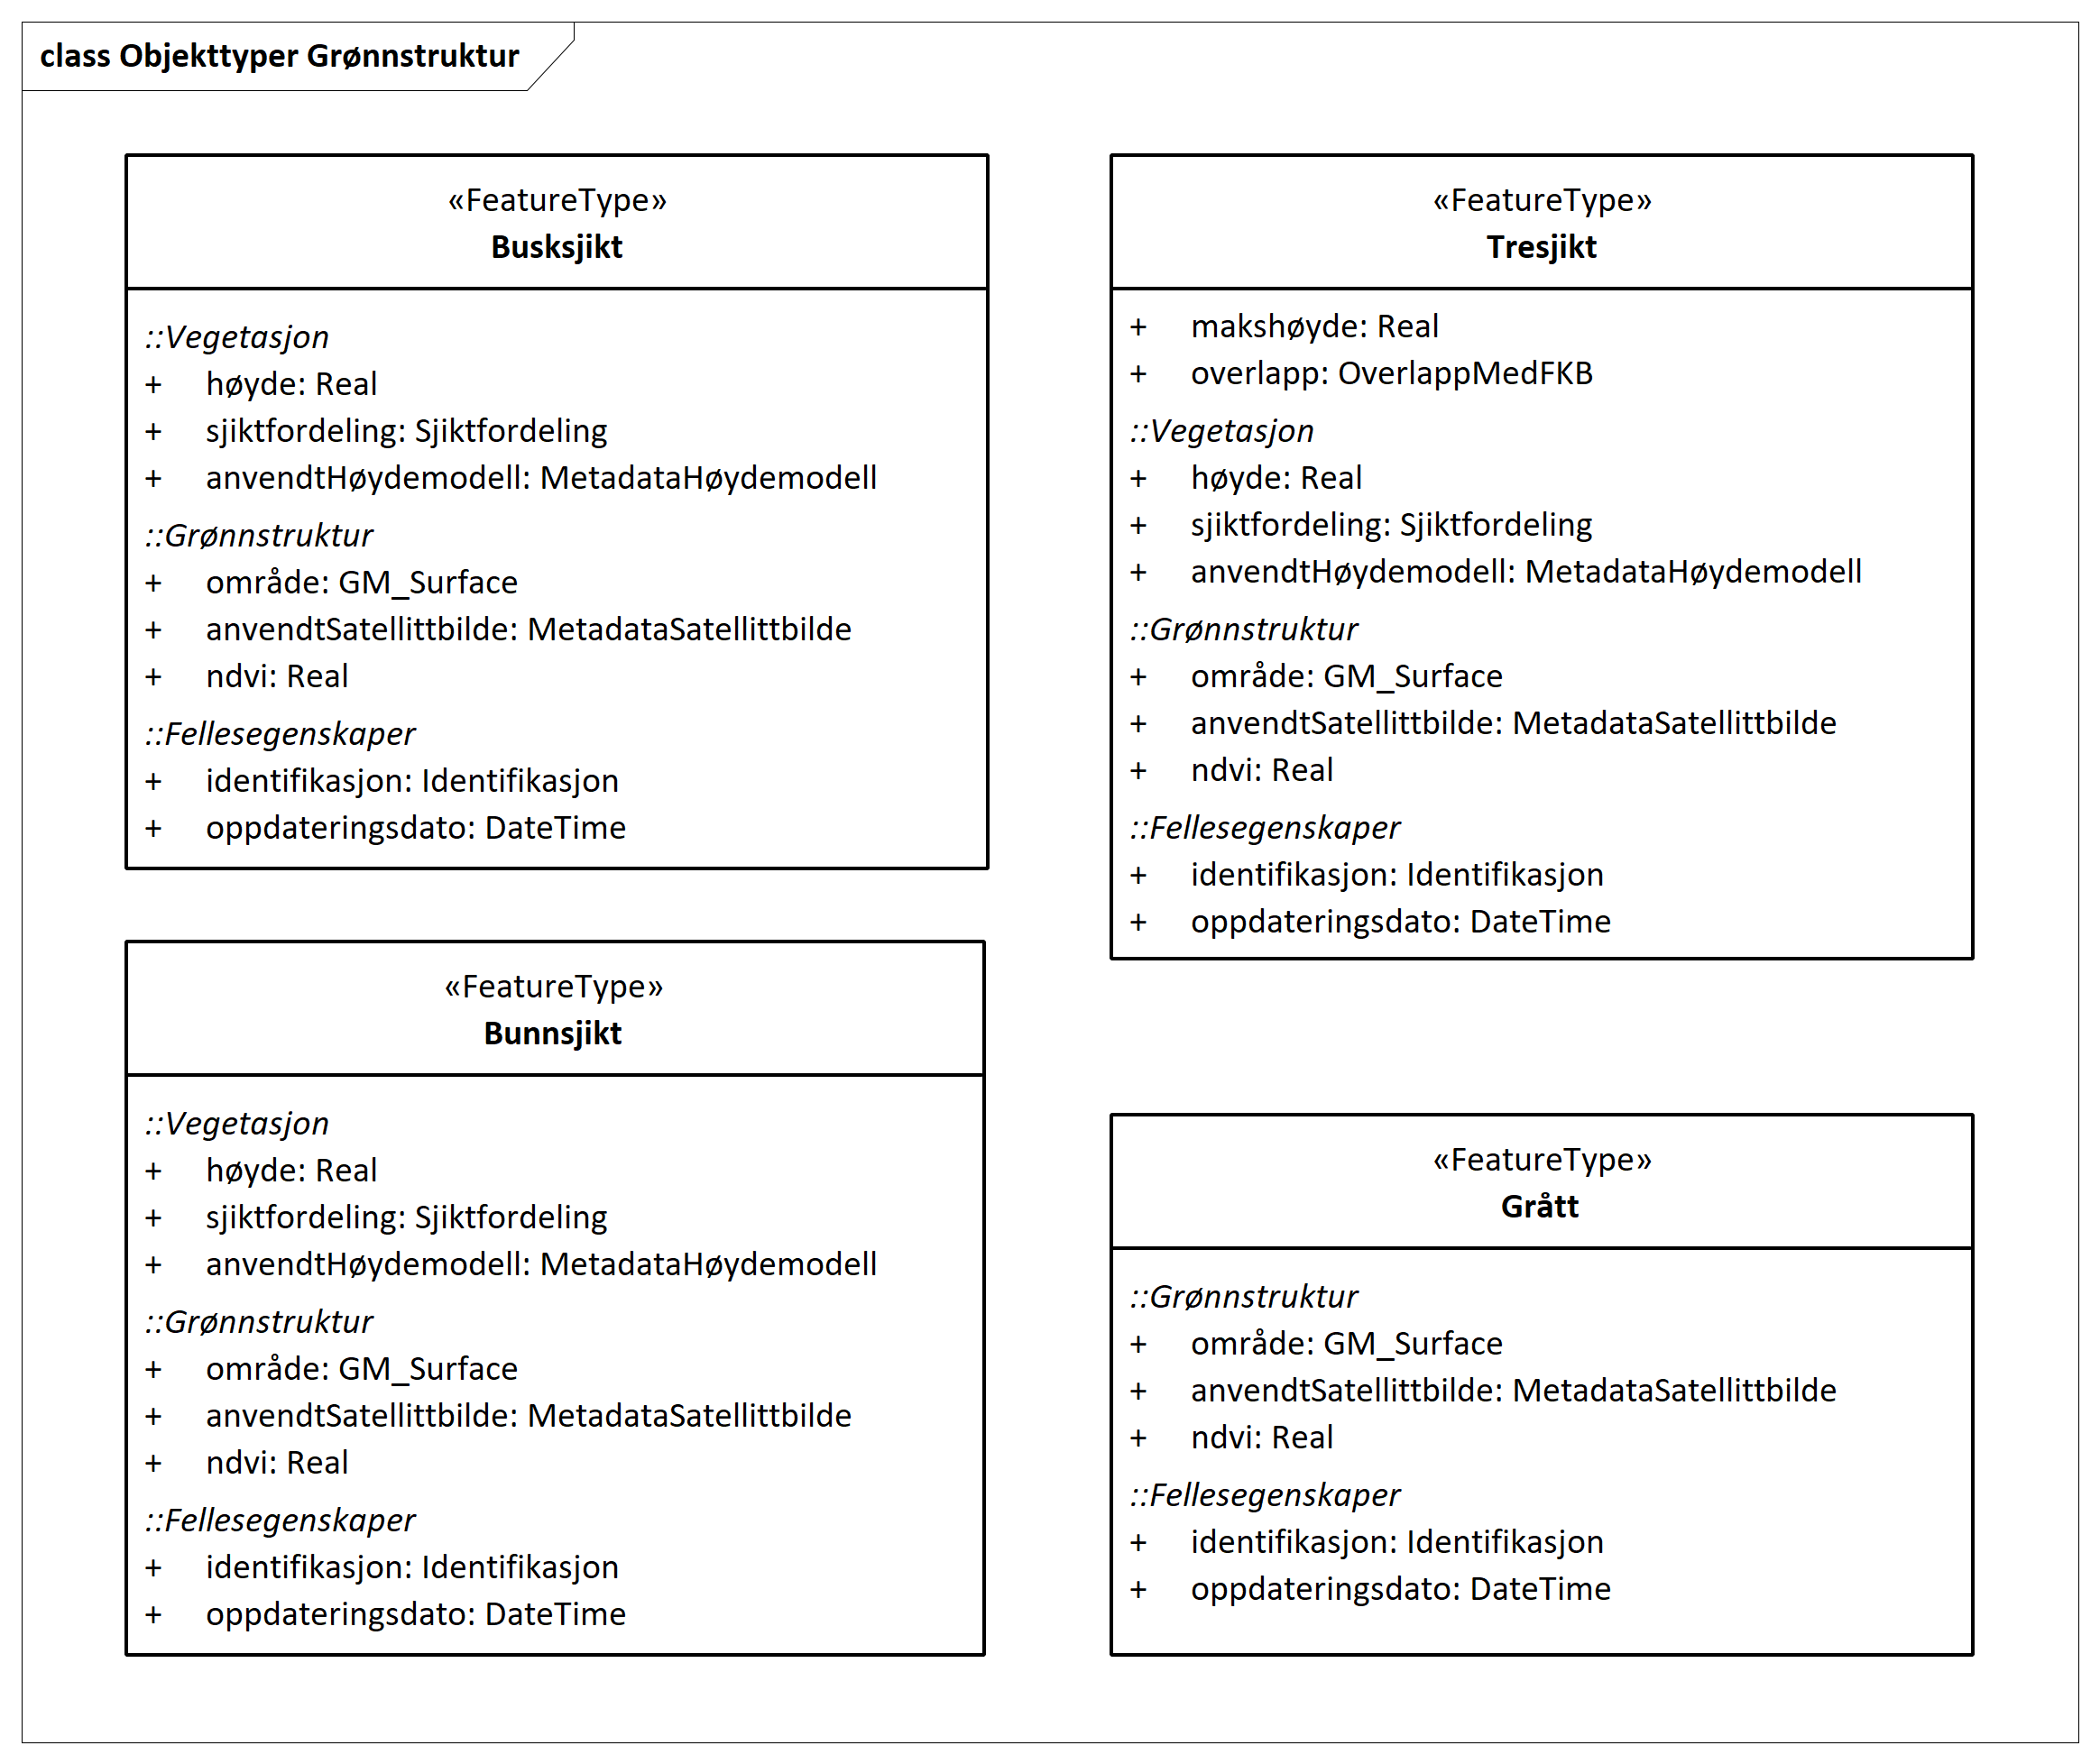 class Objekttyper Grønnstruktur
«FeatureType»
Busksjikt
::Vegetasjon
+ høyde: Real
+ sjiktfordeling: Sjiktfordeling
+ anvendtHøydemodell: MetadataHøydemodell
::Grønnstruktur
+ område: GM_Surface
+ anvendtSatellittbilde: MetadataSatellittbilde
+ ndvi: Real
::Fellesegenskaper
+ identifikasjon: Identifikasjon
+ oppdateringsdato: DateTime
«FeatureType»
Tresjikt
+ makshøyde: Real
+ overlapp: OverlappMedFKB
::Vegetasjon
+ høyde: Real
+ sjiktfordeling: Sjiktfordeling
+ anvendtHøydemodell: MetadataHøydemodell
::Grønnstruktur
+ område: GM_Surface
+ anvendtSatellittbilde: MetadataSatellittbilde
+ ndvi: Real
::Fellesegenskaper
+ identifikasjon: Identifikasjon
+ oppdateringsdato: DateTime
«FeatureType»
Bunnsjikt
::Vegetasjon
+ høyde: Real
+ sjiktfordeling: Sjiktfordeling
+ anvendtHøydemodell: MetadataHøydemodell
::Grønnstruktur
+ område: GM_Surface
+ anvendtSatellittbilde: MetadataSatellittbilde
+ ndvi: Real
::Fellesegenskaper
+ identifikasjon: Identifikasjon
+ oppdateringsdato: DateTime
«FeatureType»
Grått
::Grønnstruktur
+ område: GM_Surface
+ anvendtSatellittbilde: MetadataSatellittbilde
+ ndvi: Real
::Fellesegenskaper
+ identifikasjon: Identifikasjon
+ oppdateringsdato: DateTime